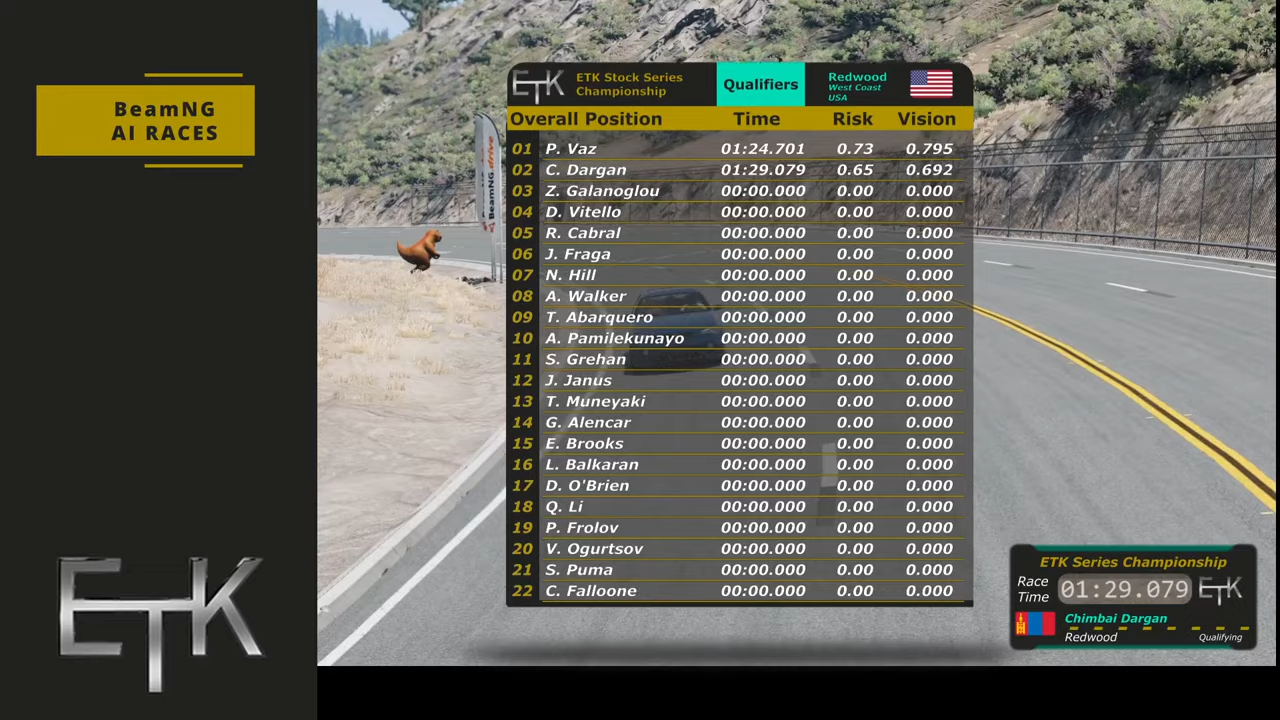 BeamNG
AI RACES
ETK
ETK
ETK Stock Series
Championship
Qualifiers
Redwood
West Coast
USA
Overall Position Time Risk Vision
01 P. Vaz 01:24.701 0.73 0.795
02 C. Dargan 01:29.079 0.65 0.692
03 Z. Galanoglou 00:00.000 0.00 0.000
04 D. Vitello 00:00.000 0.00 0.000
05 R. Cabral 00:00.000 0.00 0.000
06 J. Fraga 00:00.000 0.00 0.000
07 N. Hill 00:00.000 0.00 0.000
08 A. Walker 00:00.000 0.00 0.000
09 T. Abarquero 00:00.000 0.00 0.000
10 A. Pamilekunayo 00:00.000 0.00 0.000
11 S. Grehan 00:00.000 0.00 0.000
12 J. Janus 00:00.000 0.00 0.000
13 T. Muneyaki 00:00.000 0.00 0.000
14 G. Alencar 00:00.000 0.00 0.000
15 E. Brooks 00:00.000 0.00 0.000
16 L. Balkaran 00:00.000 0.00 0.000
17 D. O'Brien 00:00.000 0.00 0.000
18 Q. Li 00:00.000 0.00 0.000
19 P. Frolov 00:00.000 0.00 0.000
20 V. Ogurtsov 00:00.000 0.00 0.000
21 S. Puma 00:00.000 0.00 0.000
22 C. Falloone 00:00.000 0.00 0.000
BeamNG.drive
ETK Series Championship
Race
Time
01:29.079
ETK
Chimbai Dargan
Redwood
Qualifying